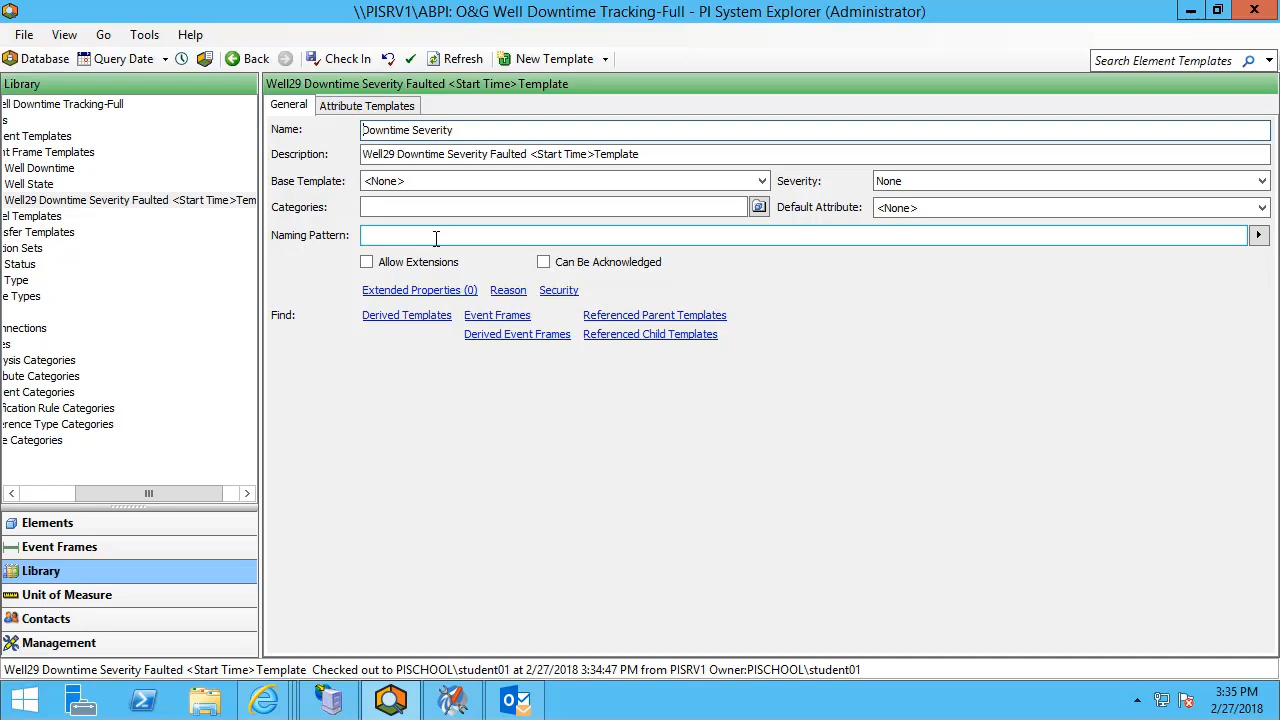 \\PISRV1\ABPI: O&G Well Downtime Tracking-Full - PI System Explorer (Administrator)
File View Go Tools Help
Database Query Date Back Check In Refresh New Template Search Element Templates
Library
ell Downtime Tracking-Full
s
ent Templates
nt Frame Templates
Well Downtime
Well State
Well29 Downtime Severity Faulted <Start Time>Tem
el Templates
sfer Templates
tion Sets
Status
Type
e Types
nnections
es
alysis Categories
bute Categories
ent Categories
ification Rule Categories
erence Type Categories
e Categories
Elements
Event Frames
Library
Unit of Measure
Contacts
Management
Well29 Downtime Severity Faulted <Start Time>Template
General Attribute Templates
Name: Downtime Severity
Description: Well29 Downtime Severity Faulted <Start Time>Template
Base Template: <None> Severity: None
Categories: Default Attribute: <None>
Naming Pattern:
Allow Extensions Can Be Acknowledged
Extended Properties (0) Reason Security
Find: Derived Templates Event Frames Referenced Parent Templates
Derived Event Frames Referenced Child Templates
Well29 Downtime Severity Faulted <Start Time>Template Checked out to PISCHOOL\student01 at 2/27/2018 3:34:47 PM from PISRV1 Owner:PISCHOOL\student01
3:35 PM
2/27/2018